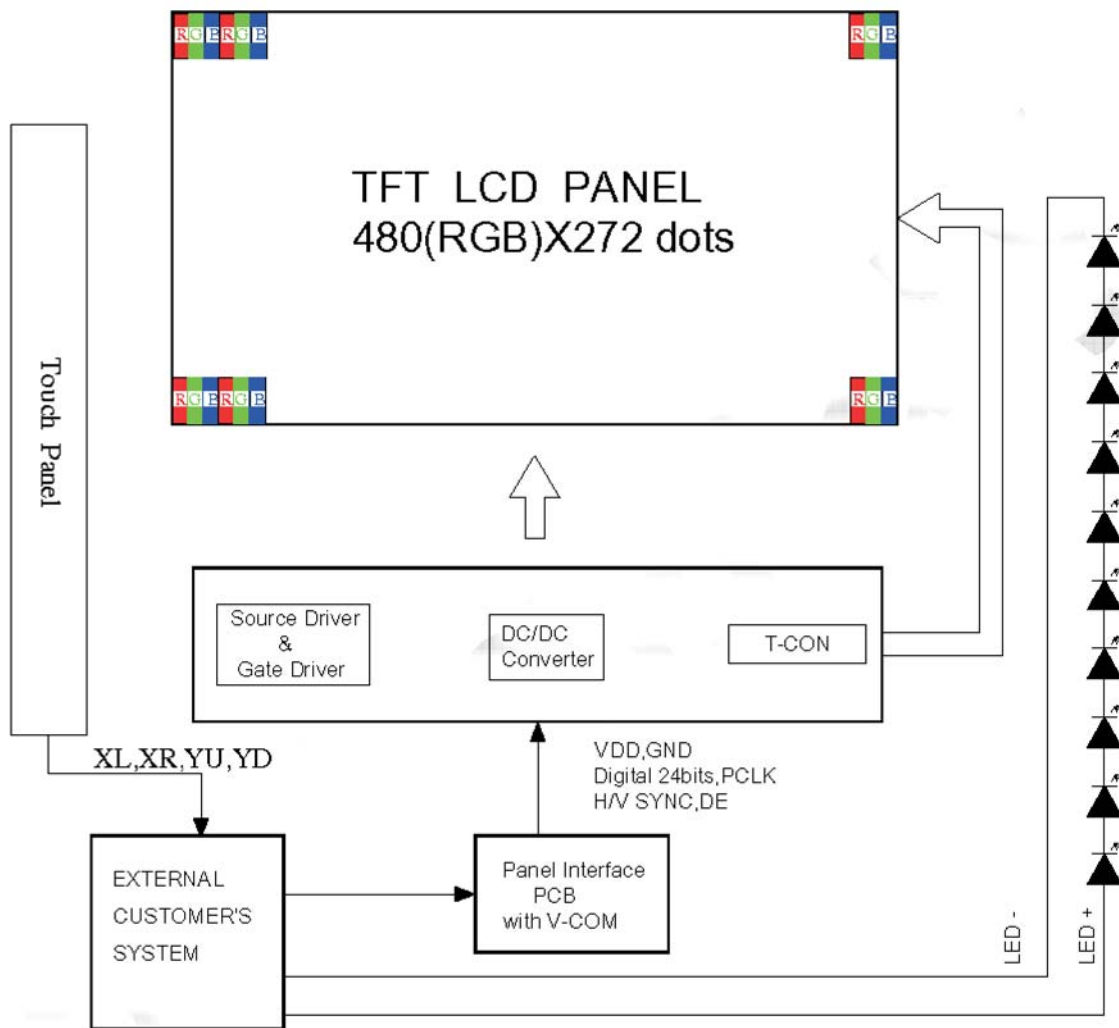 RGBRGB
RGB
TFT LCD PANEL
480(RGB)X272 dots
RGBRGB
RGB
Touch Panel
Source Driver
&
Gate Driver
DC/DC
Converter
T-CON
XL,XR,YU,YD
VDD,GND
Digital 24bits,PCLK
H/V SYNC,DE
EXTERNAL
CUSTOMER'S
SYSTEM
Panel Interface
PCB
with V-COM
LED -
LED +